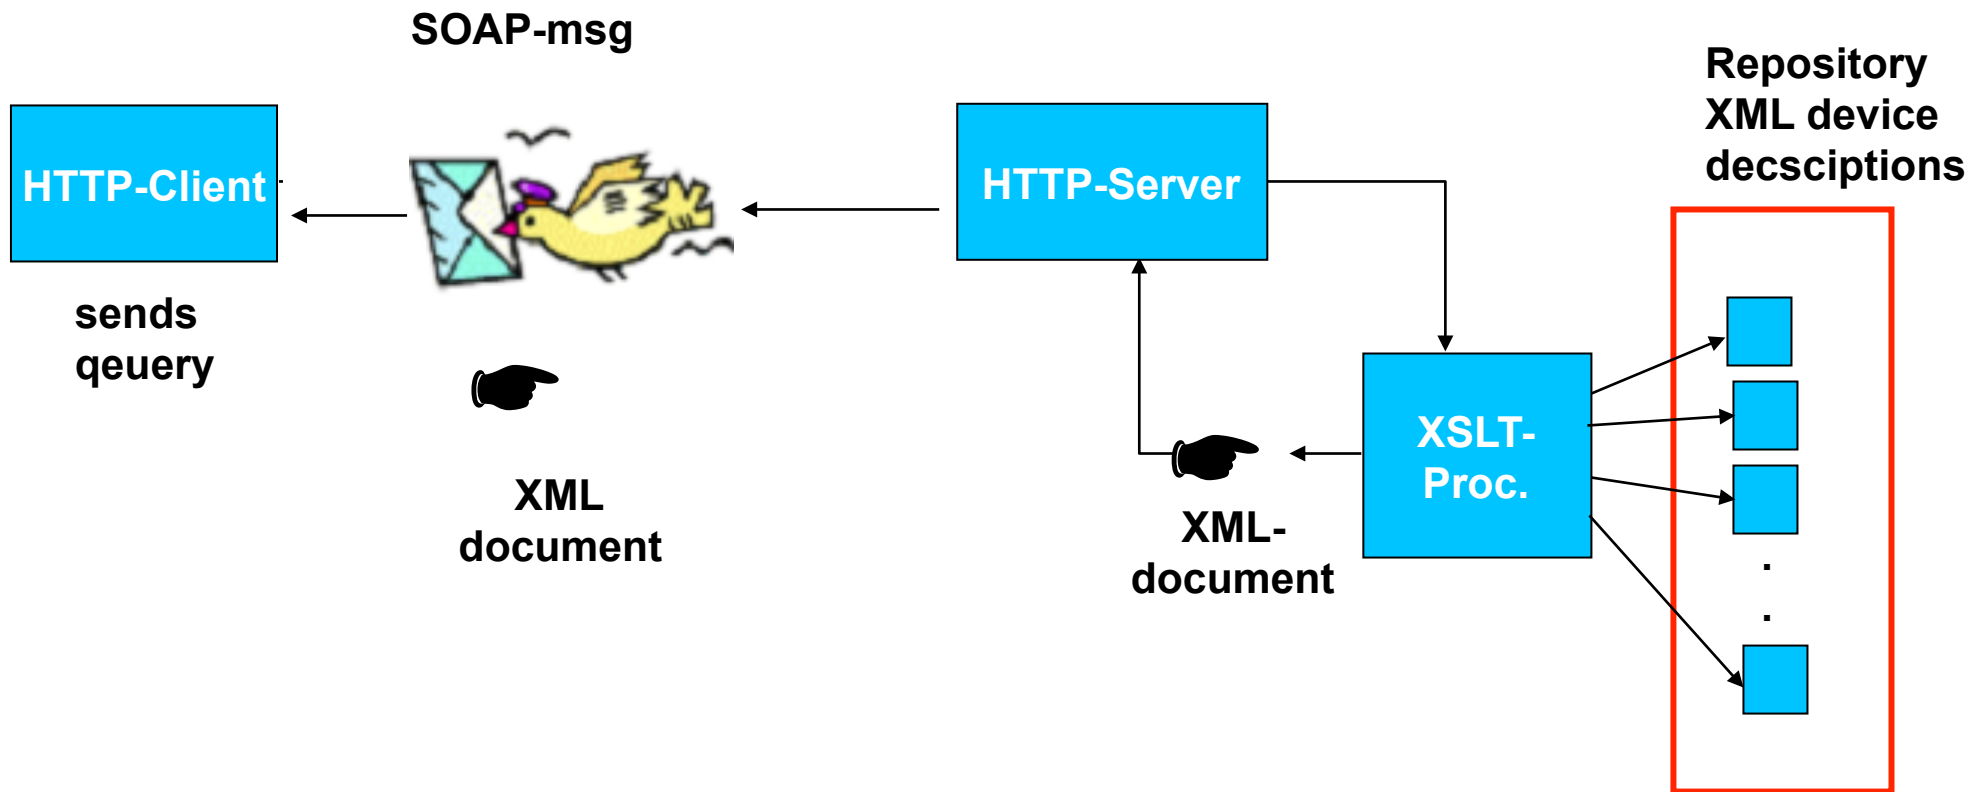 SOAP-msg
HTTP-Client
sends
qeuery
XML
document
HTTP-Server
XML-
document
XSLT-
Proc.
Repository
XML device
decsciptions
.
.